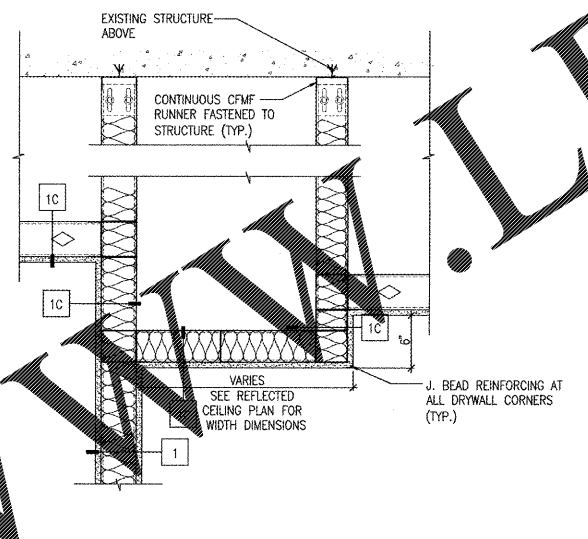 EXISTING STRUCTURE
ABOVE
CONTINUOUS CFMF
RUNNER FASTENED TO
STRUCTURE (TYP.)
1C
1C
1C
6"
VARIES
SEE REFLECTED
CEILING PLAN FOR
WIDTH DIMENSIONS
J. BEAD REINFORCING AT
ALL DRYWALL CORNERS
(TYP.)
1
WWW.L